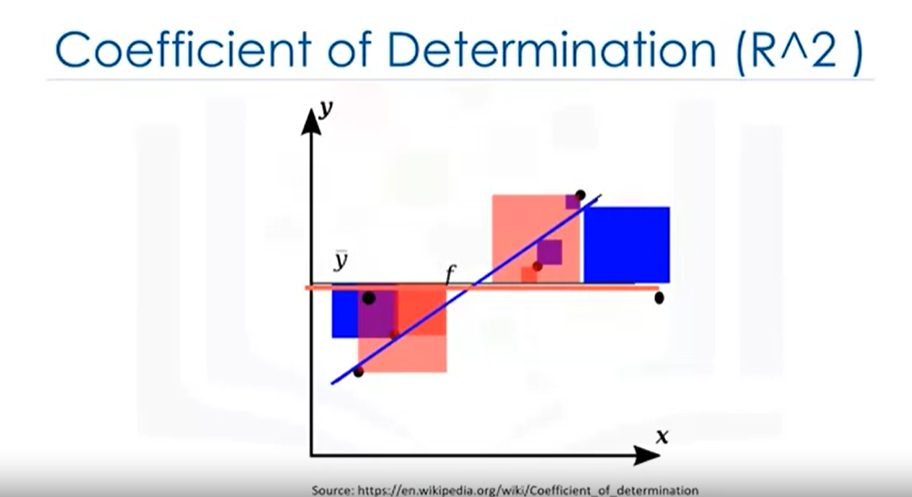 Coefficient of Determination (R^2 )
y
y̅
f
x
Source: https://en.wikipedia.org/wiki/Coefficient_of_determination